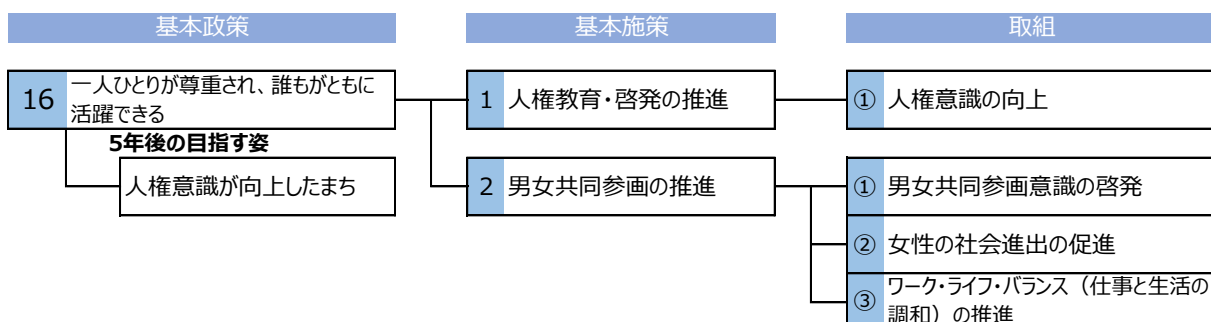 基本政策
基本施策
取組
16
一人ひとりが尊重され、誰もがともに
活躍できる
5年後の目指す姿
人権意識が向上したまち
1
人権教育・啓発の推進
2
男女共同参画の推進
①
人権意識の向上
①
男女共同参画意識の啓発
②
女性の社会進出の促進
③
ワーク・ライフ・バランス（仕事と生活の
調和）の推進